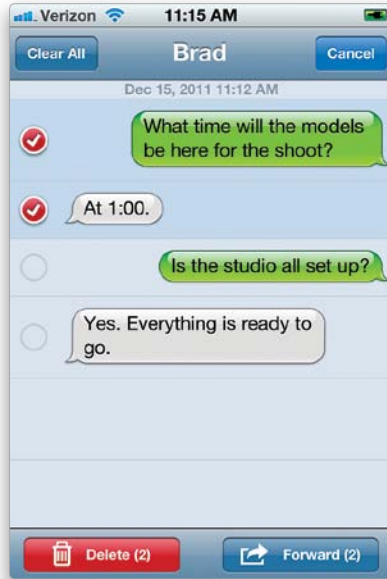 Verizon 11:15 AM
Clear All Brad Cancel
Dec 15, 2011 11:12 AM
What time will the models
be here for the shoot?
At 1:00.
Is the studio all set up?
Yes. Everything is ready to
go.
Delete (2) Forward (2)